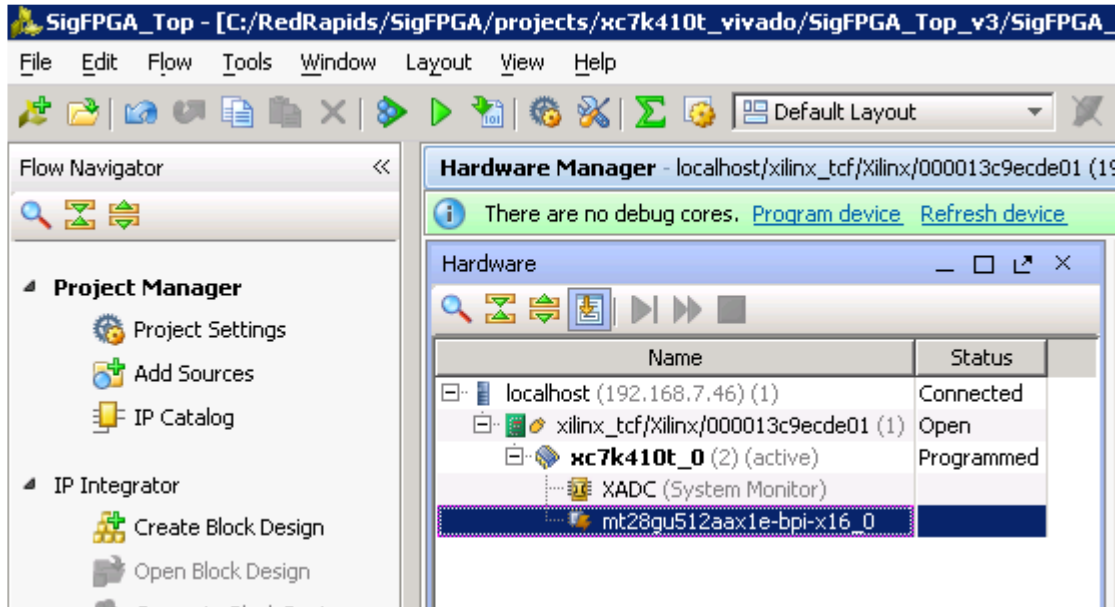 SigFPGA_Top - [C:/RedRapids/SigFPGA/projects/xc7k410t_vivado/SigFPGA_Top_v3/SigFPGA_
File Edit Flow Tools Window Layout View Help
Default Layout
Flow Navigator
Hardware Manager - localhost/xilinx_tcf/Xilinx/000013c9ecde01 (19
There are no debug cores. Program device Refresh device
Hardware
Name Status
localhost (192.168.7.46) (1) Connected
xilinx_tcf/Xilinx/000013c9ecde01 (1) Open
xc7k410t_0 (2) (active) Programmed
XADC (System Monitor)
mt28gu512aax1e-bpi-x16_0
Project Manager
Project Settings
Add Sources
IP Catalog
IP Integrator
Create Block Design
Open Block Design